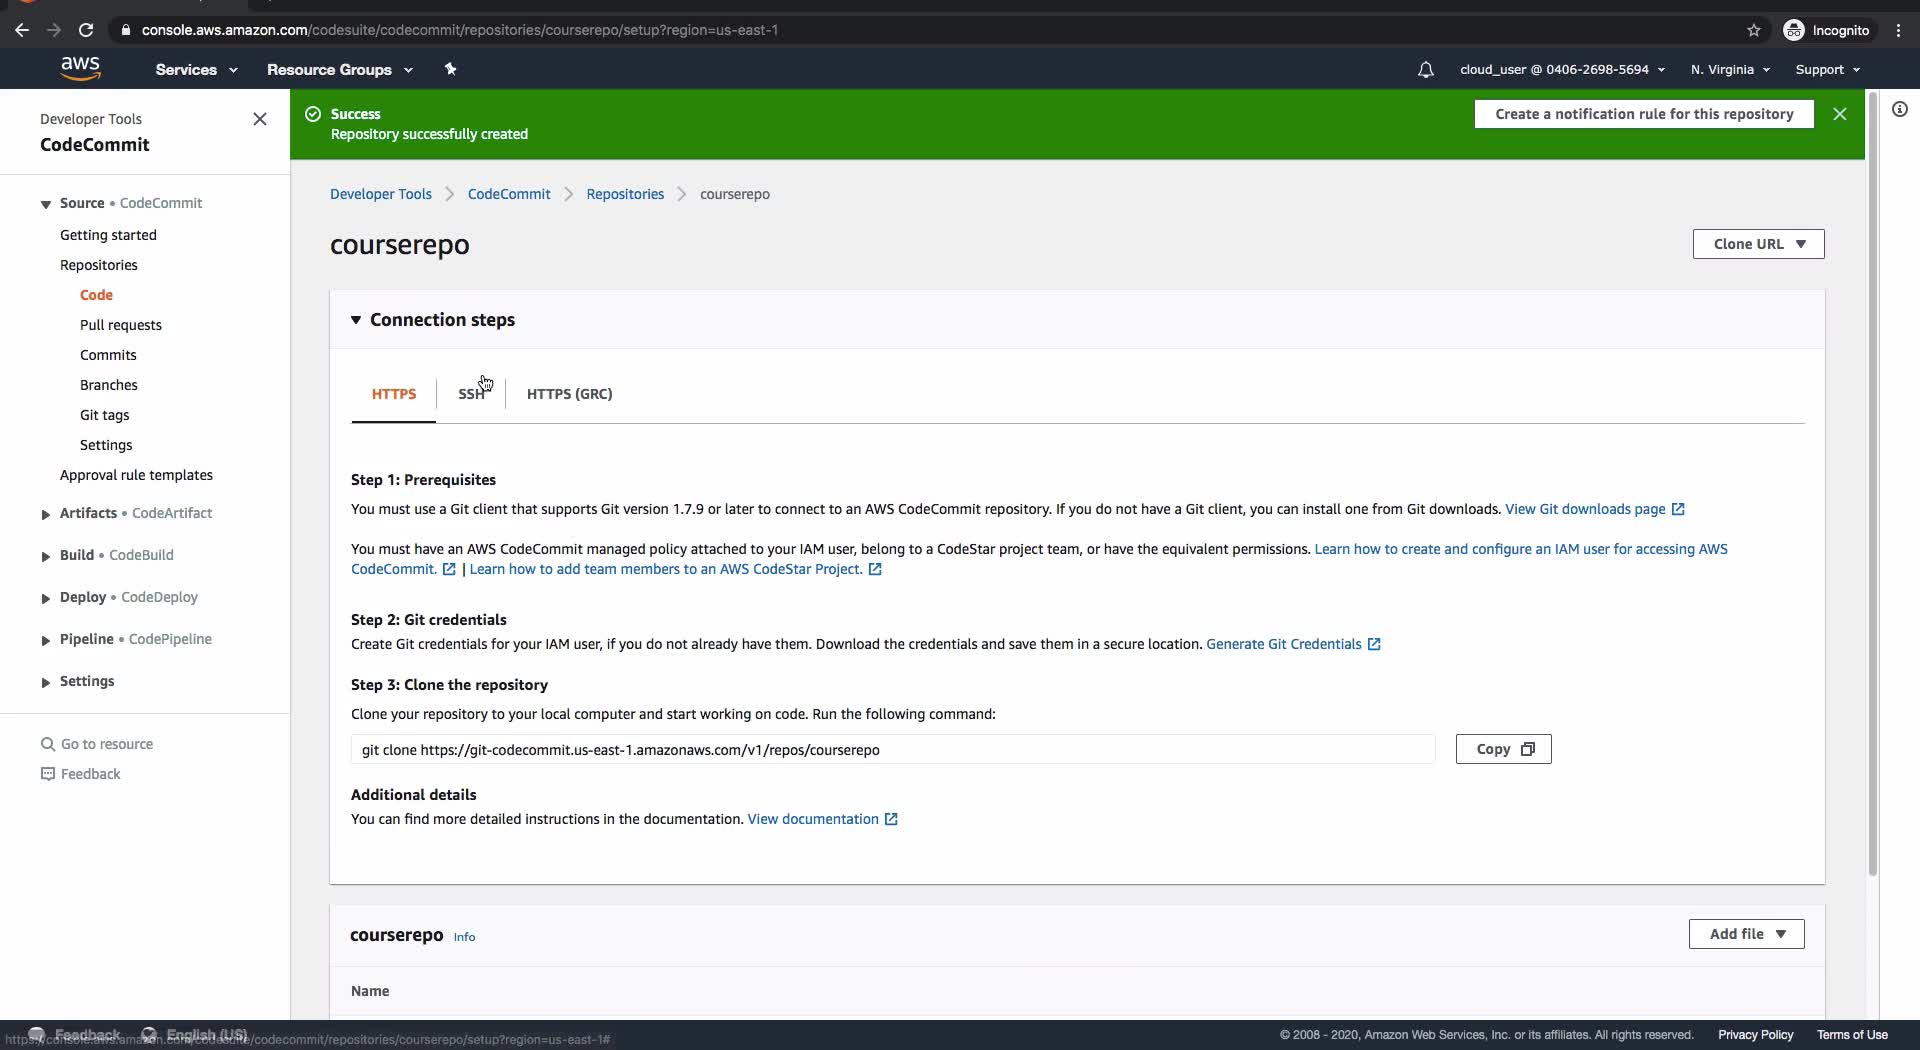 console.aws.amazon.com/codesuite/codecommit/repositories/courserepo/setup?region=us-east-1
Incognito
aws
Services
Resource Groups
cloud_user @ 0406-2698-5694
N. Virginia
Support
Developer Tools
CodeCommit
Source • CodeCommit
Getting started
Repositories
Code
Pull requests
Commits
Branches
Git tags
Settings
Approval rule templates
Artifacts • CodeArtifact
Build • CodeBuild
Deploy • CodeDeploy
Pipeline • CodePipeline
Settings
Go to resource
Feedback
Success
Repository successfully created
Create a notification rule for this repository
Developer Tools
CodeCommit
Repositories
courserepo
courserepo
Clone URL
Connection steps
HTTPS
SSH
HTTPS (GRC)
Step 1: Prerequisites
You must use a Git client that supports Git version 1.7.9 or later to connect to an AWS CodeCommit repository. If you do not have a Git client, you can install one from Git downloads. View Git downloads page
You must have an AWS CodeCommit managed policy attached to your IAM user, belong to a CodeStar project team, or have the equivalent permissions. Learn how to create and configure an IAM user for accessing AWS
CodeCommit. | Learn how to add team members to an AWS CodeStar Project.
Step 2: Git credentials
Create Git credentials for your IAM user, if you do not already have them. Download the credentials and save them in a secure location. Generate Git Credentials
Step 3: Clone the repository
Clone your repository to your local computer and start working on code. Run the following command:
git clone https://git-codecommit.us-east-1.amazonaws.com/v1/repos/courserepo
Copy
Additional details
You can find more detailed instructions in the documentation. View documentation
courserepo Info
Add file
Name
Feedback
English (US)
https://console.aws.amazon.com/codesuite/codecommit/repositories/courserepo/setup?region=us-east-1#
© 2008 - 2020, Amazon Web Services, Inc. or its affiliates. All rights reserved.
Privacy Policy
Terms of Use